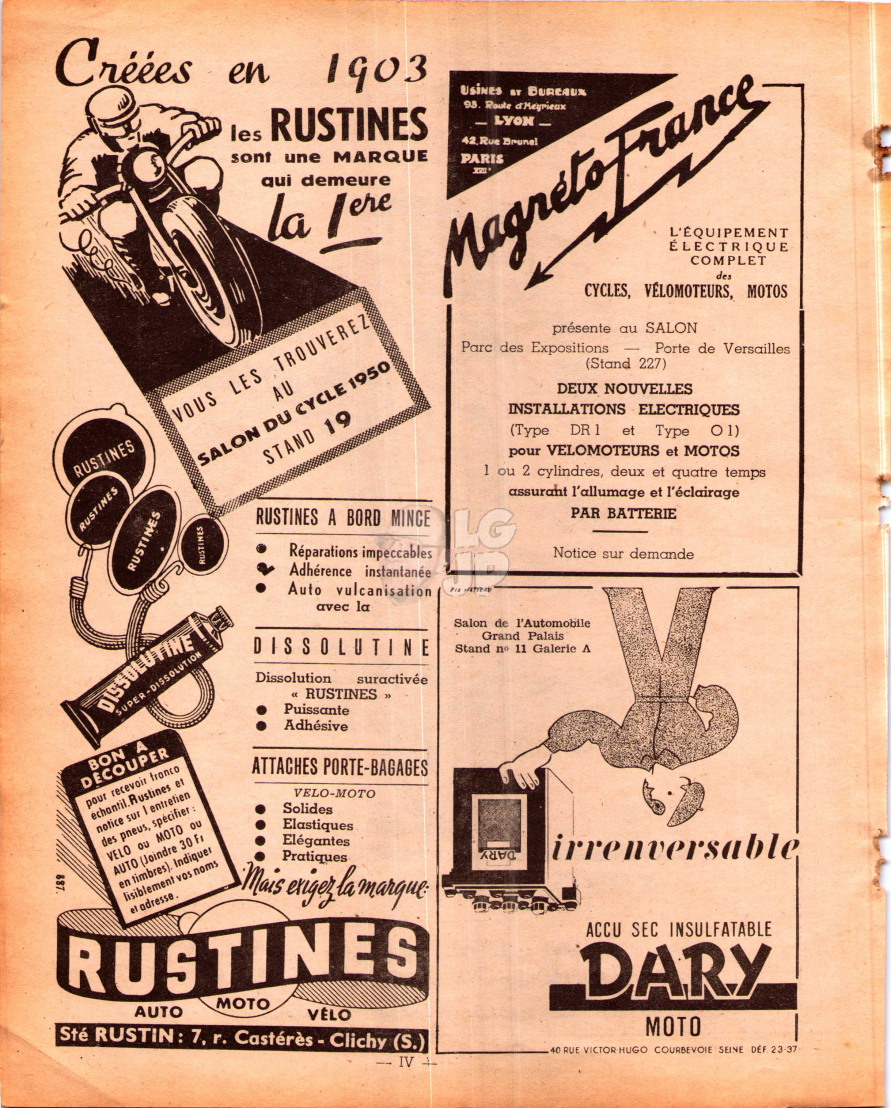 Créées en 1903
les RUSTINES
sont une MARQUE
qui demeure
la 1ere
VOUS LES TROUVEREZ
AU
SALON DU CYCLE 1950
STAND 19
RUSTINES
RUSTINES
RUSTINES
RUSTINES
RUSTINES A BORD MINCE
Réparations impeccables
Adhérence instantanée
Auto vulcanisation
avec la
DISSOLUTINE
SUPER-DISSOLUTION
DISSOLUTINE
Dissolution suractivée
« RUSTINES »
Puissante
Adhésive
ATTACHES PORTE-BAGAGES
VELO-MOTO
Solides
Elastiques
Elégantes
Pratiques
BON A
DÉCOUPER
pour recevoir franco
échantil. Rustines et
notice sur l entretien
des pneus, spécifier :
VELO ou MOTO ou
AUTO (Joindre 30 Fr
en timbres). Indiquer
lisiblement vos noms
et adresse.
887.
Mais exigez la marque
RUSTINES
AUTO MOTO VÉLO
Sté RUSTIN : 7, r. Castérès - Clichy (S.)
USINES ET BUREAUX
93, Route d'Heyrieux
— LYON —
42, Rue Brunel
PARIS
XVIIe
Magnéto France
L'ÉQUIPEMENT
ÉLECTRIQUE
COMPLET
des
CYCLES, VÉLOMOTEURS, MOTOS
présente au SALON
Parc des Expositions — Porte de Versailles
(Stand 227)
DEUX NOUVELLES
INSTALLATIONS ELECTRIQUES
(Type DR1 et Type O1)
pour VELOMOTEURS et MOTOS
1 ou 2 cylindres, deux et quatre temps
assurant l'allumage et l'éclairage
PAR BATTERIE
Notice sur demande
LG
JP
Salon de l'Automobile
Grand Palais
Stand no 11 Galerie A
DARY
irrenversable
ACCU SEC INSULFATABLE
DARY
MOTO
40 RUE VICTOR HUGO COURBEVOIE SEINE DÉF 23-37
— IV —